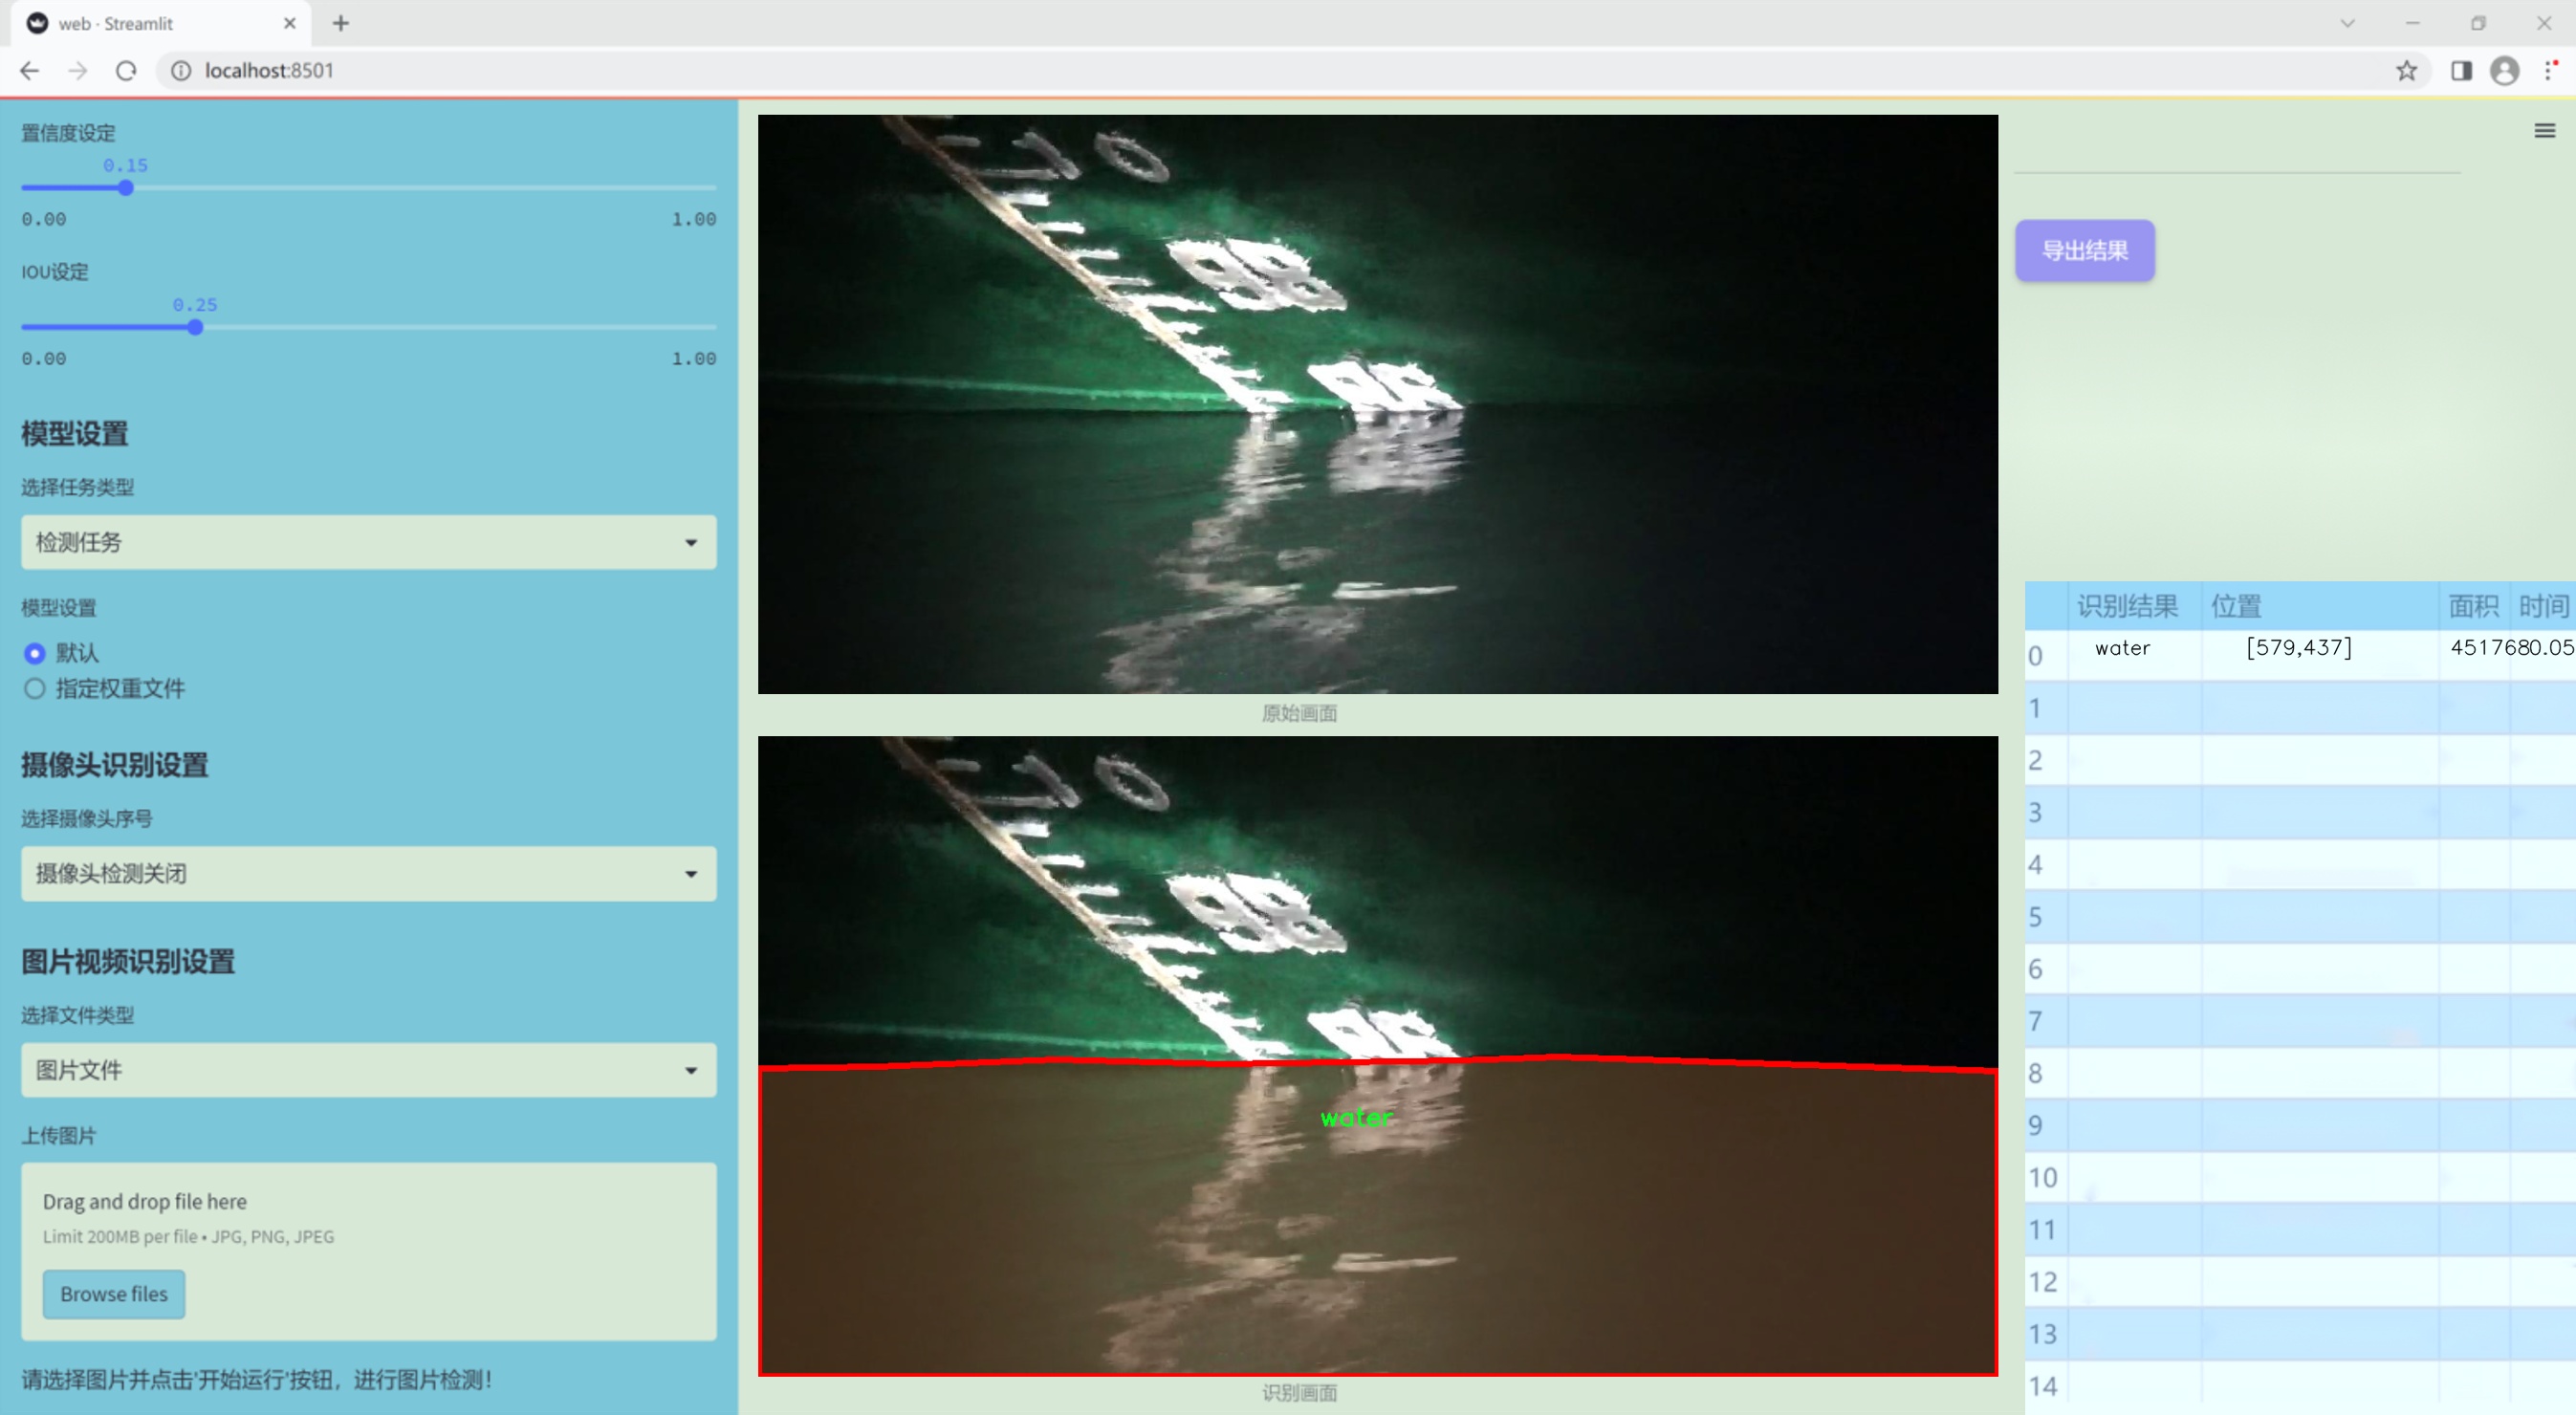 web · Streamlit
localhost:8501
置信度设定
0.15
0.00 1.00
IOU设定
0.25
0.00 1.00
模型设置
选择任务类型
检测任务
模型设置
默认
指定权重文件
摄像头识别设置
选择摄像头序号
摄像头检测关闭
图片视频识别设置
选择文件类型
图片文件
上传图片
Drag and drop file here
Limit 200MB per file • JPG, PNG, JPEG
Browse files
请选择图片并点击'开始运行'按钮，进行图片检测！
原始画面
water
识别画面
导出结果
识别结果 位置 面积 时间
0 water [579,437] 4517680.05
1
2
3
4
5
6
7
8
9
10
11
12
13
14